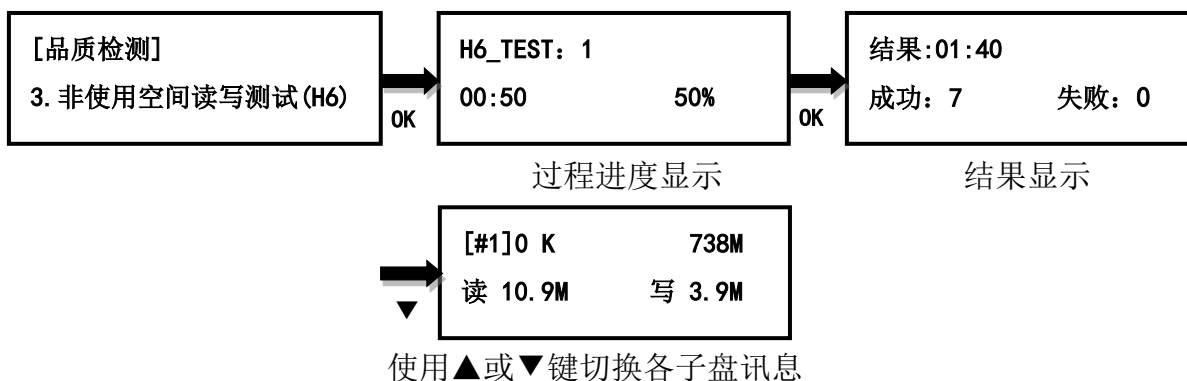 [品质检测]
3.非使用空间读写测试(H6)
OK
H6_TEST: 1
00:50 50%
OK
结果:01:40
成功: 7 失败: 0
过程进度显示
结果显示
▼
[#1]0 K 738M
读 10.9M 写 3.9M
使用▲或▼键切换各子盘讯息